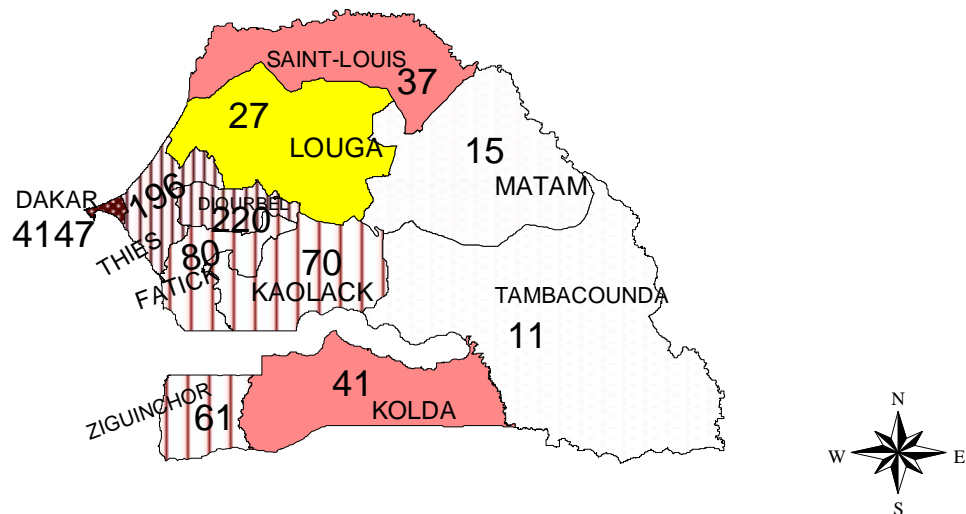 SAINT-LOUIS
37
27
LOUGA
15
MATAM
DAKAR
4147
196
THIES
DIOURBEL
220
80
FATICK
70
KAOLACK
TAMBACOUNDA
11
41
KOLDA
ZIGUINCHOR
61
N
W E
S